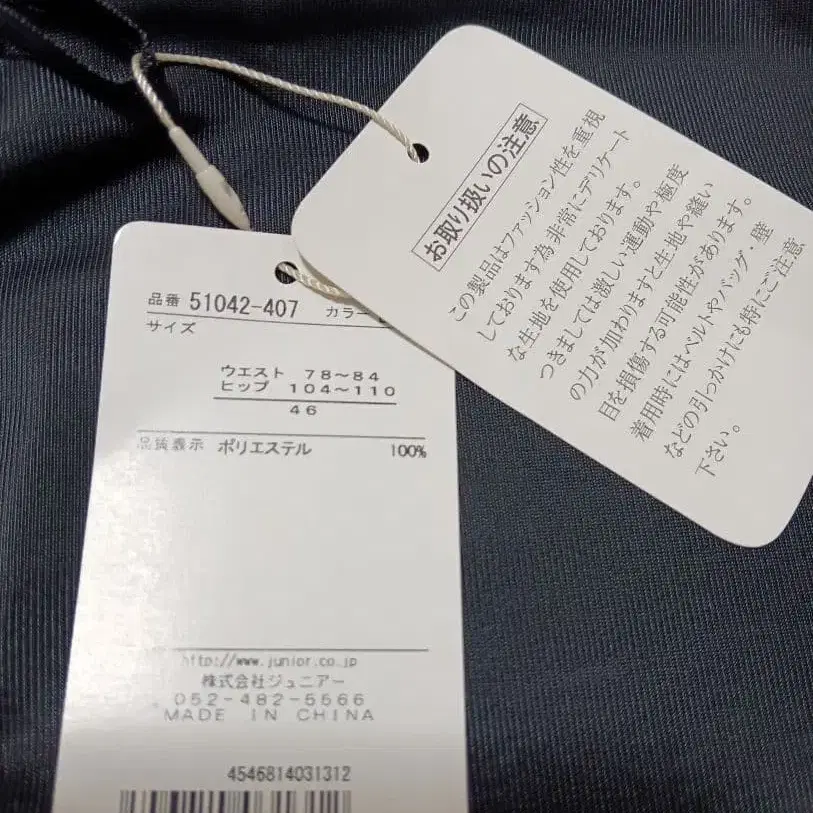 品番 51042-407 カラー
サイズ
ウエスト 78〜84
ヒップ 104〜110
46
品質表示 ポリエステル 100%
http://www.junior.co.jp
株式会社ジュニアー
052-482-5566
MADE IN CHINA
4546814031312
お取り扱いの注意
この製品はファッション性を重視
しております為非常にデリケート
な生地を使用しております。
つきましては激しい運動や極度
の力が加わりますと生地や縫い
目を損傷する可能性があります。
着用時にはベルトやバッグ・壁
などの引っかけにも特にご注意
下さい。